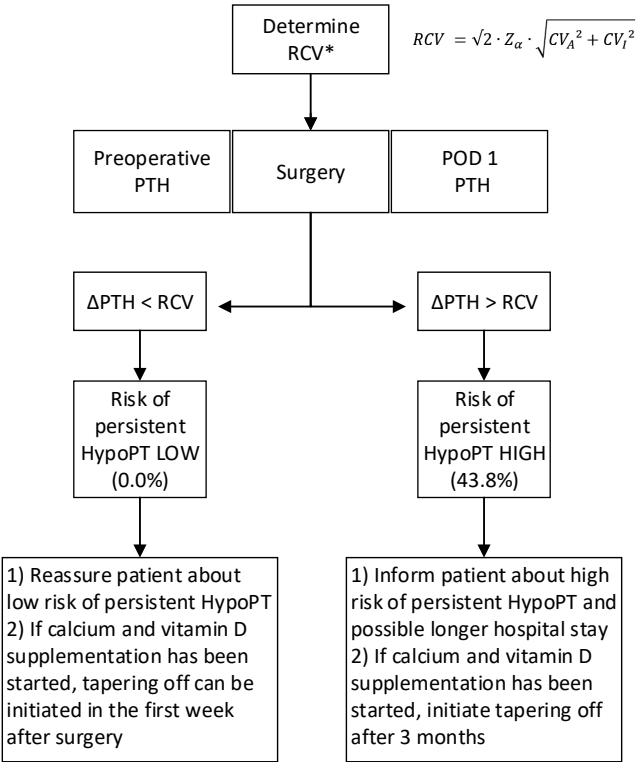 Determine
RCV*
RCV = √2 · Zα · √CVA² + CVI²
Preoperative
PTH
Surgery
POD 1
PTH
ΔPTH < RCV
ΔPTH > RCV
Risk of
persistent
HypoPT LOW
(0.0%)
Risk of
persistent
HypoPT HIGH
(43.8%)
1) Reassure patient about
low risk of persistent HypoPT
2) If calcium and vitamin D
supplementation has been
started, tapering off can be
initiated in the first week
after surgery
1) Inform patient about high
risk of persistent HypoPT and
possible longer hospital stay
2) If calcium and vitamin D
supplementation has been
started, initiate tapering off
after 3 months